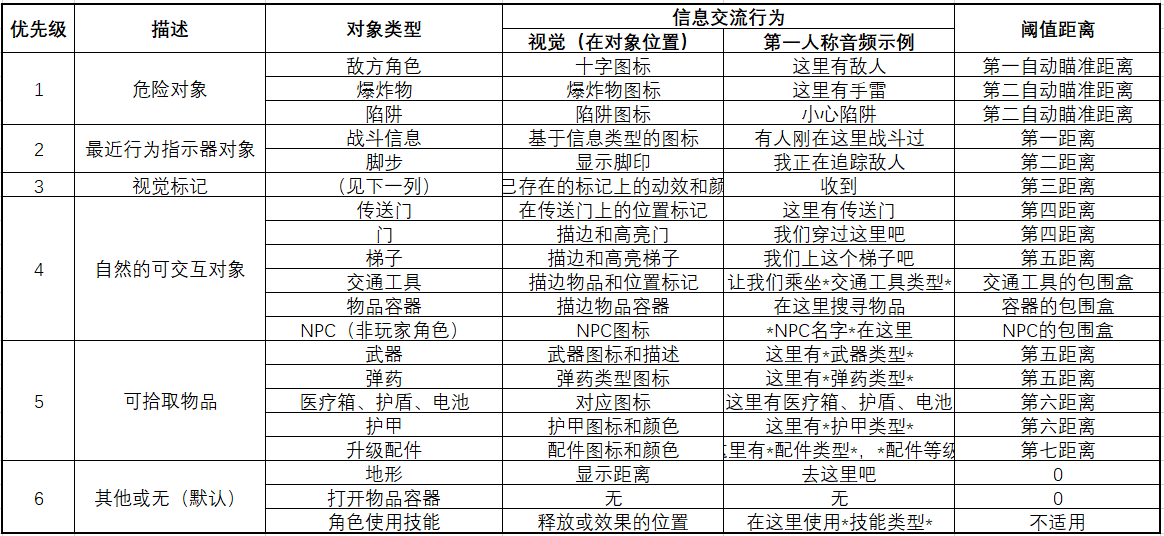 优先级 描述 对象类型 信息交流行为 阈值距离
视觉（在对象位置） 第一人称音频示例
1 危险对象 敌方角色 十字图标 这里有敌人 第一自动瞄准距离
爆炸物 爆炸物图标 这里有手雷 第二自动瞄准距离
陷阱 陷阱图标 小心陷阱 第二自动瞄准距离
2 最近行为指示器对象 战斗信息 基于信息类型的图标 有人刚在这里战斗过 第一距离
脚步 显示脚印 我正在追踪敌人 第二距离
3 视觉标记 （见下一列） 已存在的标记上的动效和颜 收到 第三距离
4 自然的可交互对象 传送门 在传送门上的位置标记 这里有传送门 第四距离
门 描边和高亮门 我们穿过这里吧 第四距离
梯子 描边和高亮梯子 我们上这个梯子吧 第五距离
交通工具 描边物品和位置标记 让我们乘坐*交通工具类型* 交通工具的包围盒
物品容器 描边物品容器 在这里搜寻物品 容器的包围盒
NPC（非玩家角色） NPC图标 *NPC名字*在这里 NPC的包围盒
5 可拾取物品 武器 武器图标和描述 这里有*武器类型* 第五距离
弹药 弹药类型图标 这里有*弹药类型* 第五距离
医疗箱、护盾、电池 对应图标 这里有医疗箱、护盾、电池 第六距离
护甲 护甲图标和颜色 这里有*护甲类型* 第六距离
升级配件 配件图标和颜色 这里有*配件类型*，*配件等级 第七距离
6 其他或无（默认） 地形 显示距离 去这里吧 0
打开物品容器 无 无 0
角色使用技能 释放或效果的位置 在这里使用*技能类型* 不适用